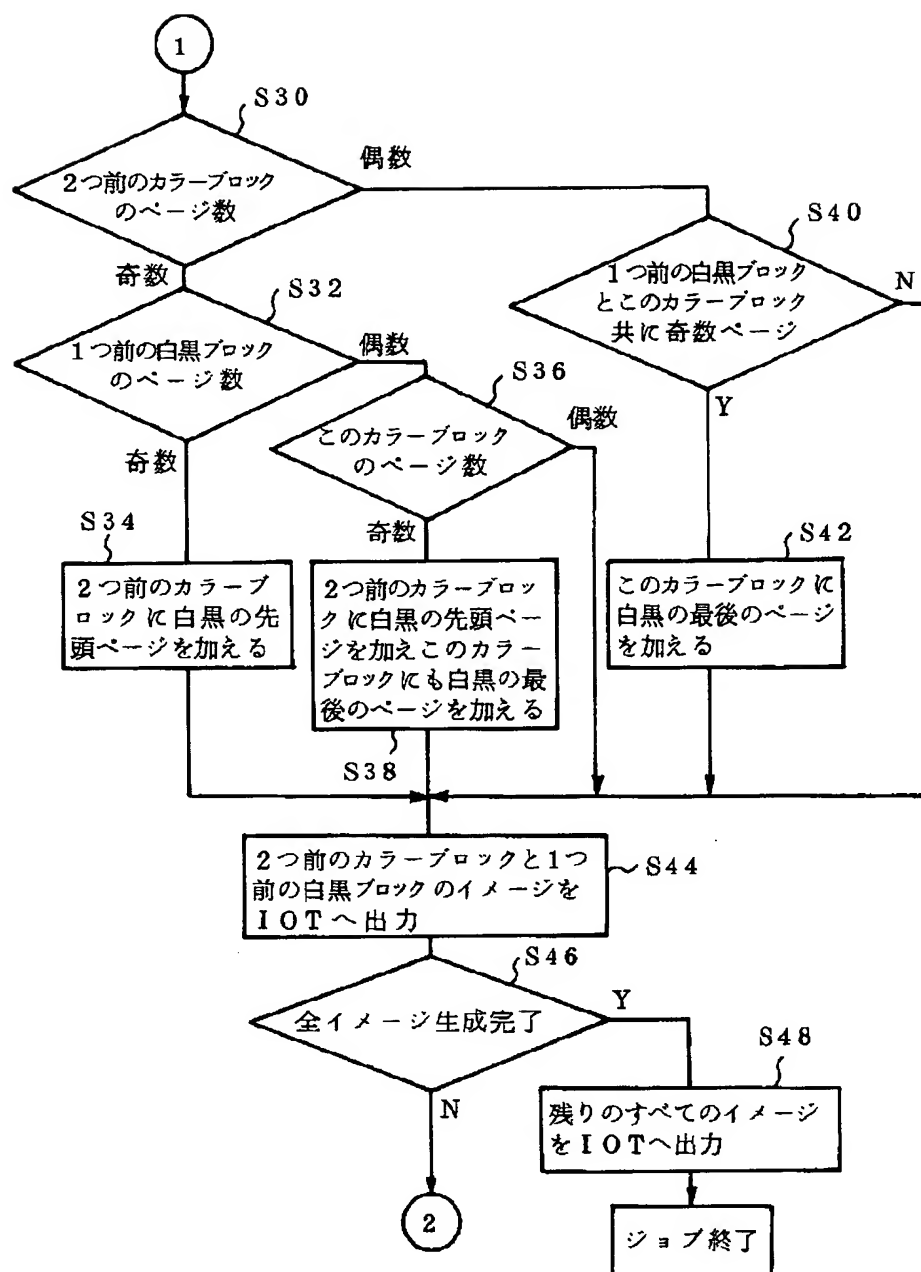 1
S30
2つ前のカラーブロック
のページ数
偶数
奇数
S40
1つ前の白黒ブロック
とこのカラーブロック
共に奇数ページ
N
Y
S32
1つ前の白黒ブロック
のページ数
偶数
奇数
S36
このカラーブロック
のページ数
偶数
奇数
S34
2つ前のカラーブ
ロックに白黒の先
頭ページを加える
2つ前のカラーブロッ
クに白黒の先頭ペー
ジを加えこのカラー
ブロックにも白黒の最
後のページを加える
S38
S42
このカラーブロックに
白黒の最後のページ
を加える
2つ前のカラーブロックと1つ
前の白黒ブロックのイメージを
IOTへ出力
S44
S46
全イメージ生成完了
Y
N
S48
残りのすべてのイメージ
をIOTへ出力
2
ジョブ終了